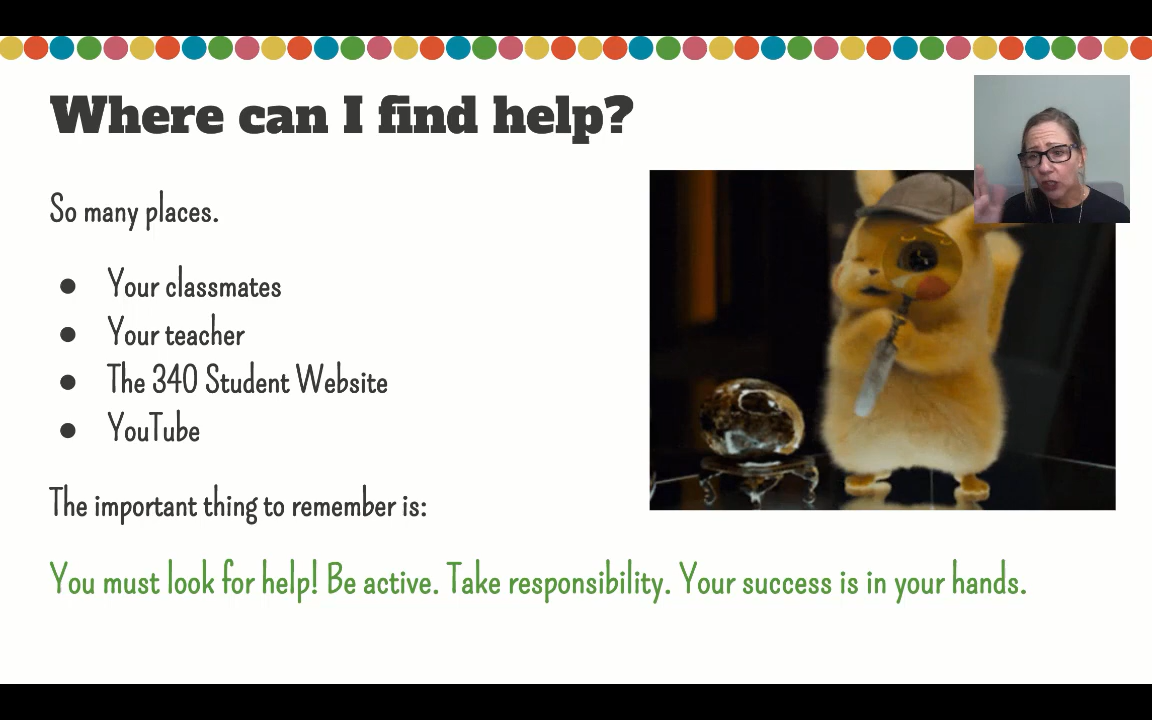 Where can I find help?
So many places.
● Your classmates
● Your teacher
● The 340 Student Website
● YouTube
The important thing to remember is:
You must look for help! Be active. Take responsibility. Your success is in your hands.